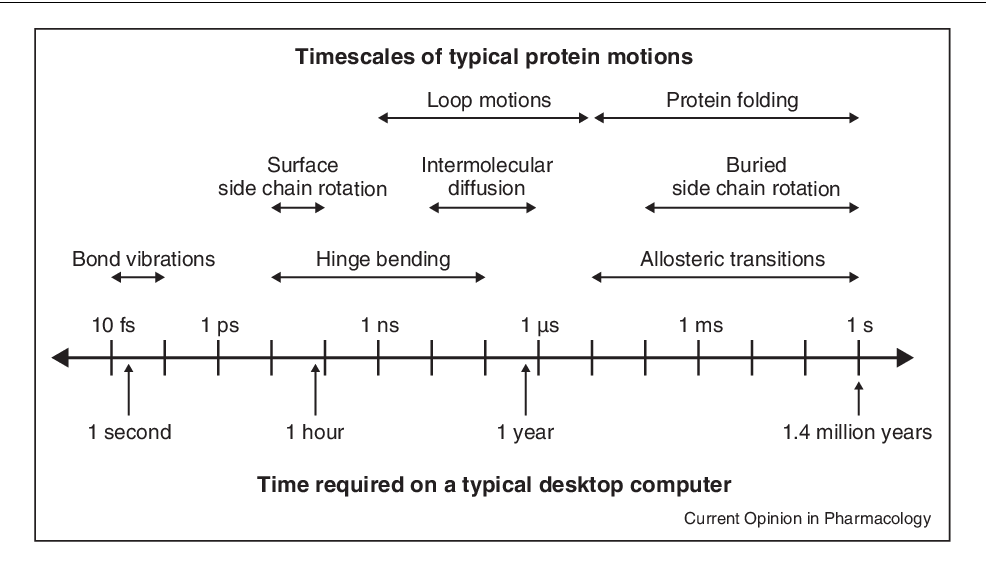 Timescales of typical protein motions
Loop motions
Protein folding
Surface
side chain rotation
Intermolecular
diffusion
Buried
side chain rotation
Bond vibrations
Hinge bending
Allosteric transitions
10 fs
1 ps
1 ns
1 µs
1 ms
1 s
1 second
1 hour
1 year
1.4 million years
Time required on a typical desktop computer
Current Opinion in Pharmacology